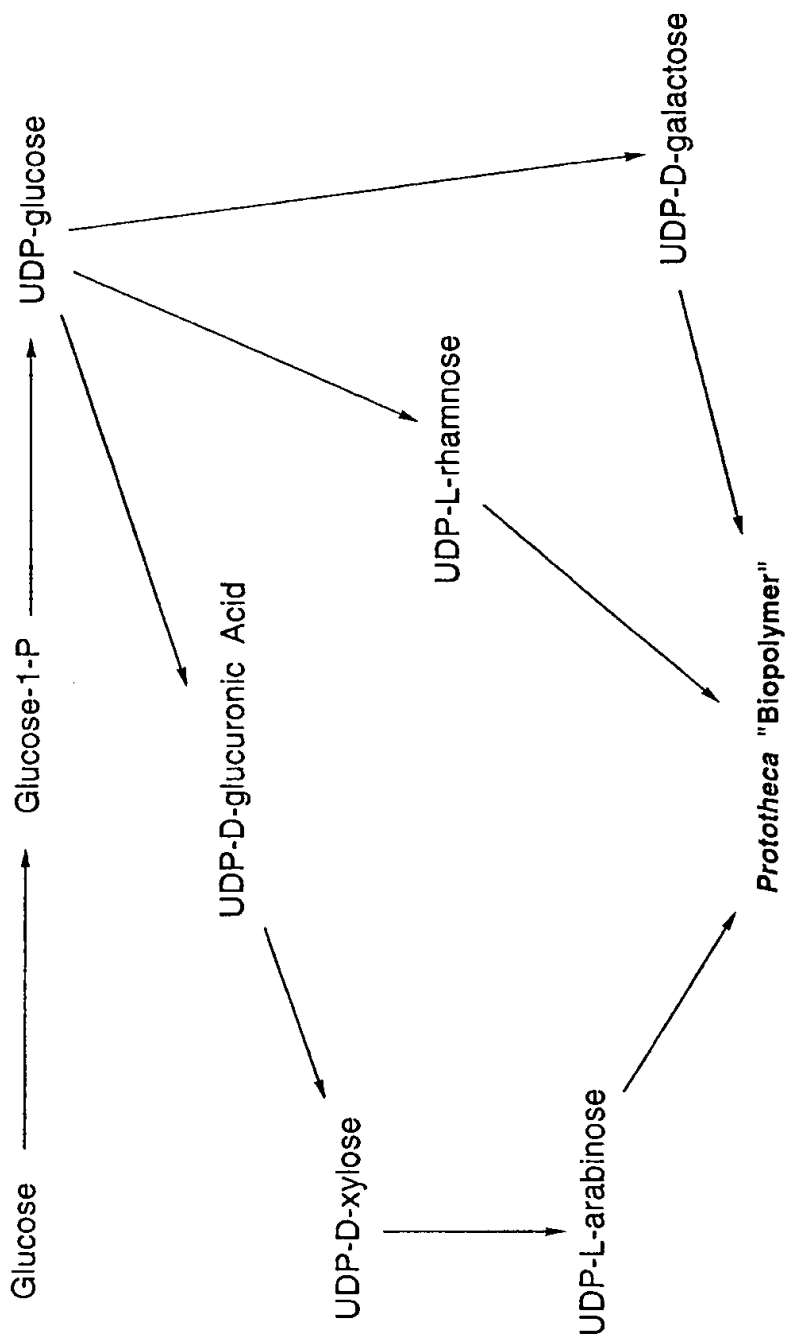 Glucose
Glucose-1-P
UDP-glucose
UDP-D-glucuronic Acid
UDP-D-xylose
UDP-L-rhamnose
UDP-L-arabinose
UDP-D-galactose
Prototheca "Biopolymer"